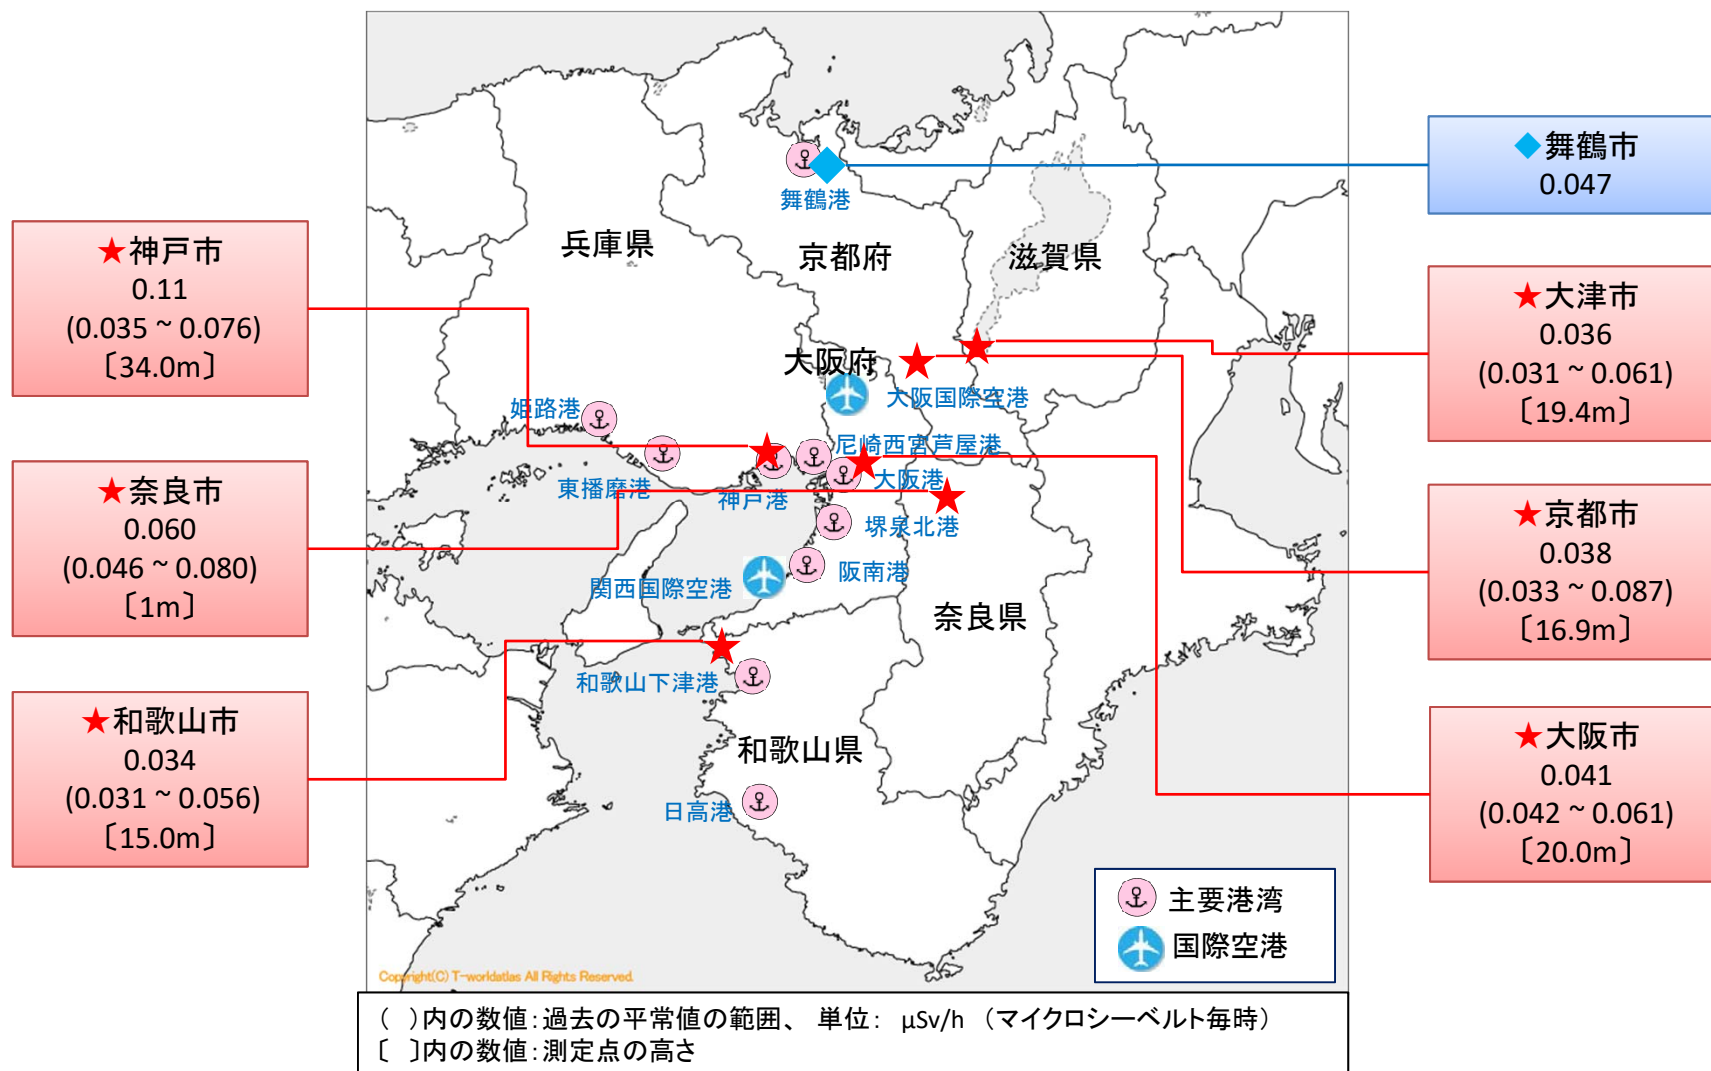 ★神戸市
0.11
(0.035 ~ 0.076)
〔34.0m〕
★奈良市
0.060
(0.046 ~ 0.080)
〔1m〕
★和歌山市
0.034
(0.031 ~ 0.056)
〔15.0m〕
舞鶴港
兵庫県
京都府
滋賀県
大阪府
大阪国際空港
姫路港
尼崎西宮芦屋港
東播磨港
神戸港
大阪港
堺泉北港
関西国際空港
阪南港
奈良県
和歌山下津港
和歌山県
日高港
主要港湾
国際空港
Copyright(C) T-worldatlas All Rights Reserved.
◆舞鶴市
0.047
★大津市
0.036
(0.031 ~ 0.061)
〔19.4m〕
★京都市
0.038
(0.033 ~ 0.087)
〔16.9m〕
★大阪市
0.041
(0.042 ~ 0.061)
〔20.0m〕
(　)内の数値:過去の平常値の範囲、 単位: μSv/h (マイクロシーベルト毎時)
〔　〕内の数値:測定点の高さ